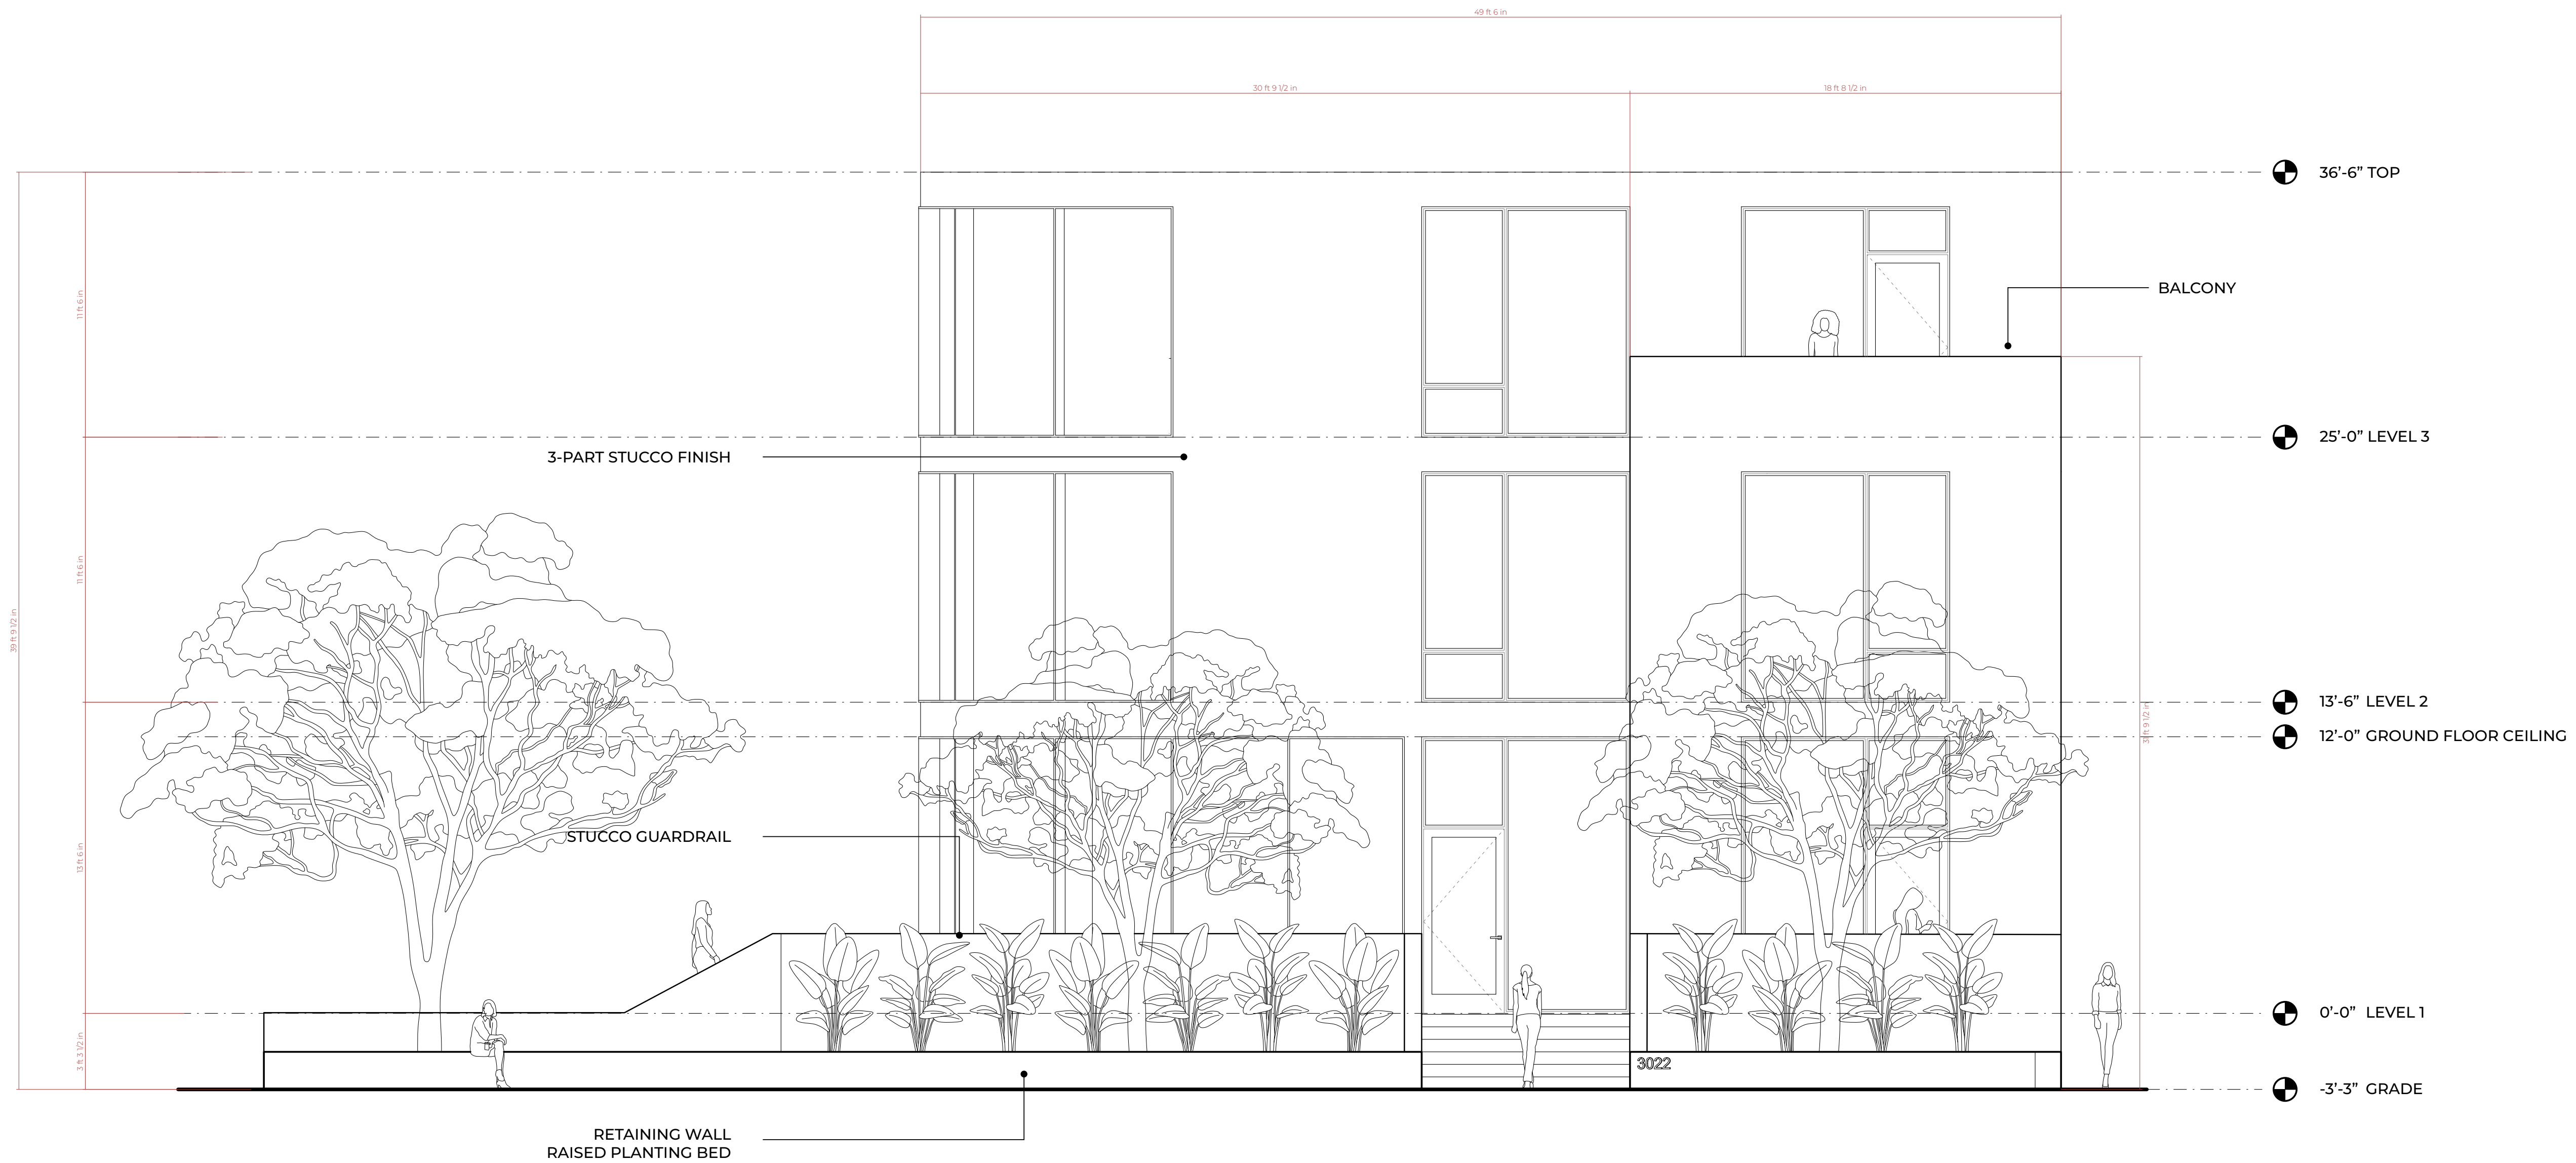 49 ft 6 in
30 ft 9 1/2 in
18 ft 8 1/2 in
36’-6” TOP
11 ft 6 in
BALCONY
25’-0” LEVEL 3
3-PART STUCCO FINISH
11 ft 6 in
39 ft 9 1/2 in
13’-6” LEVEL 2
31 ft 9 1/2 in
12’-0” GROUND FLOOR CEILING
STUCCO GUARDRAIL
13 ft 6 in
0’-0” LEVEL 1
3 ft 3 1/2 in
3022
-3’-3” GRADE
RETAINING WALL
RAISED PLANTING BED